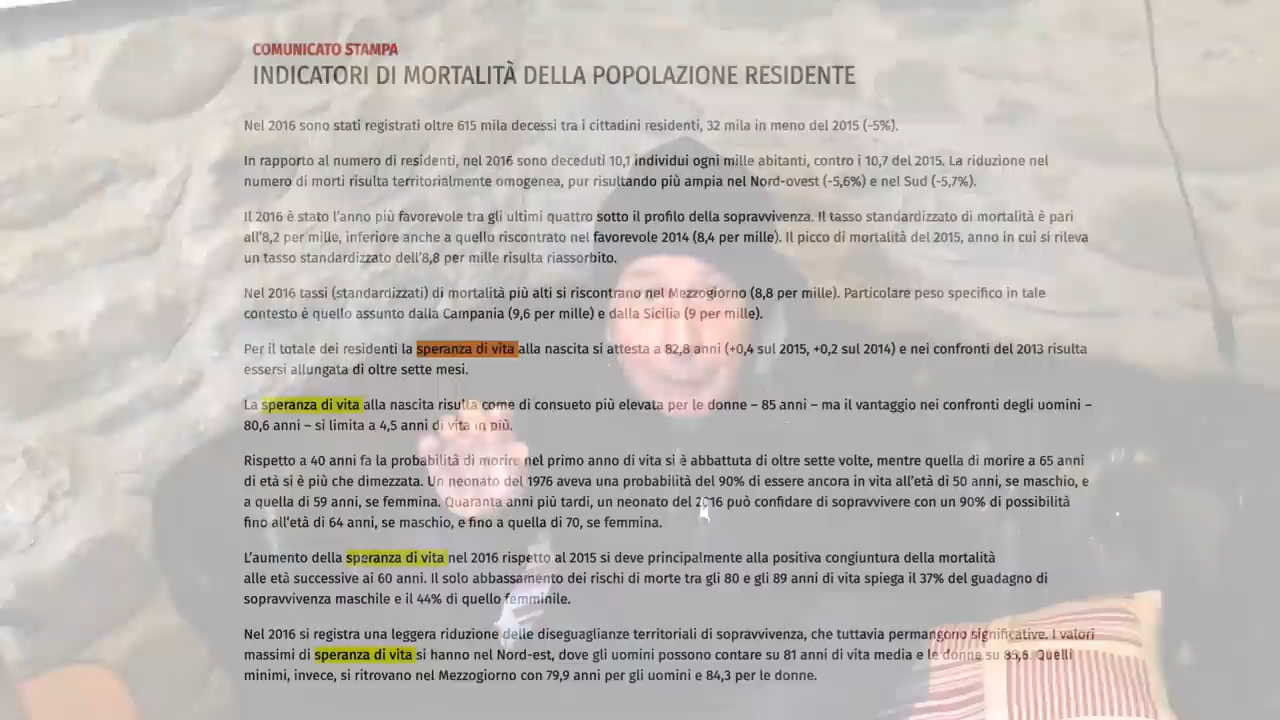 COMUNICATO STAMPA
INDICATORI DI MORTALITÀ DELLA POPOLAZIONE RESIDENTE
Nel 2016 sono stati registrati oltre 615 mila decessi tra i cittadini residenti, 32 mila in meno del 2015 (-5%).
In rapporto al numero di residenti, nel 2016 sono deceduti 10,1 individui ogni mille abitanti, contro i 10,7 del 2015. La riduzione nel
numero di morti risulta territorialmente omogenea, pur risultando più ampia nel Nord-ovest (-5,6%) e nel Sud (-5,7%).
Il 2016 è stato l'anno più favorevole tra gli ultimi quattro sotto il profilo della sopravvivenza. Il tasso standardizzato di mortalità è pari
all'8,2 per mille, inferiore anche a quello riscontrato nel favorevole 2014 (8,4 per mille). Il picco di mortalità del 2015, anno in cui si rileva
un tasso standardizzato dell'8,8 per mille risulta riassorbito.
Nel 2016 tassi (standardizzati) di mortalità più alti si riscontrano nel Mezzogiorno (8,8 per mille). Particolare peso specifico in tale
contesto è quello assunto dalla Campania (9,6 per mille) e dalla Sicilia (9 per mille).
Per il totale dei residenti la speranza di vita alla nascita si attesta a 82,8 anni (+0,4 sul 2015, +0,2 sul 2014) e nei confronti del 2013 risulta
essersi allungata di oltre sette mesi.
La speranza di vita alla nascita risulta come di consueto più elevata per le donne – 85 anni – ma il vantaggio nei confronti degli uomini –
80,6 anni – si limita a 4,5 anni di vita in più.
Rispetto a 40 anni fa la probabilità di morire nel primo anno di vita si è abbattuta di oltre sette volte, mentre quella di morire a 65 anni
di età si è più che dimezzata. Un neonato del 1976 aveva una probabilità del 90% di essere ancora in vita all'età di 50 anni, se maschio, e
a quella di 59 anni, se femmina. Quaranta anni più tardi, un neonato del 2016 può confidare di sopravvivere con un 90% di possibilità
fino all'età di 64 anni, se maschio, e fino a quella di 70, se femmina.
L'aumento della speranza di vita nel 2016 rispetto al 2015 si deve principalmente alla positiva congiuntura della mortalità
alle età successive ai 60 anni. Il solo abbassamento dei rischi di morte tra gli 80 e gli 89 anni di vita spiega il 37% del guadagno di
sopravvivenza maschile e il 44% di quello femminile.
Nel 2016 si registra una leggera riduzione delle diseguaglianze territoriali di sopravvivenza, che tuttavia permangono significative. I valori
massimi di speranza di vita si hanno nel Nord-est, dove gli uomini possono contare su 81 anni di vita media e le donne su 85,6. Quelli
minimi, invece, si ritrovano nel Mezzogiorno con 79,9 anni per gli uomini e 84,3 per le donne.